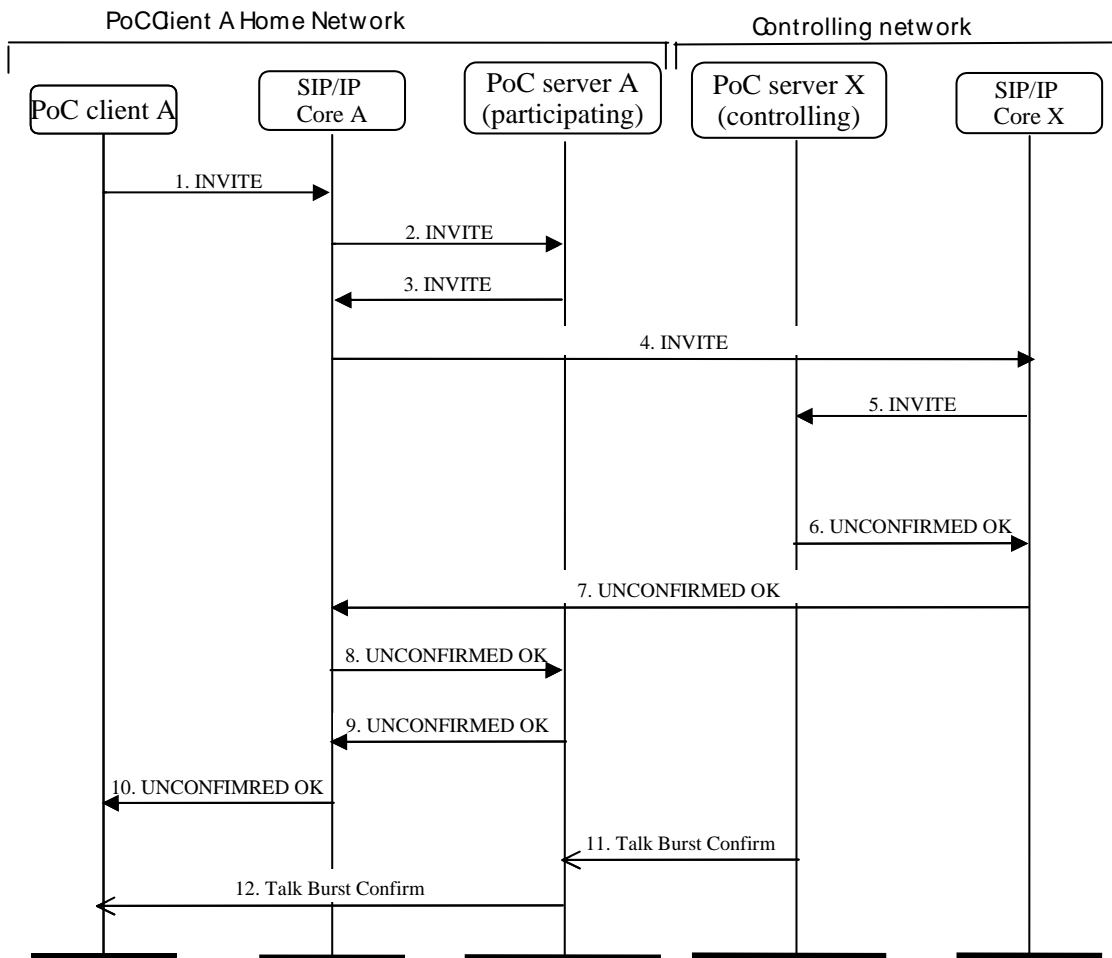 PoCClient A Home Network
Controlling network
PoC client A
SIP/IP
Core A
PoC server A
(participating)
PoC server X
(controlling)
SIP/IP
Core X
1. INVITE
2. INVITE
3. INVITE
4. INVITE
5. INVITE
6. UNCONFIRMED OK
7. UNCONFIRMED OK
8. UNCONFIRMED OK
9. UNCONFIRMED OK
10. UNCONFIMRED OK
11. Talk Burst Confirm
12. Talk Burst Confirm